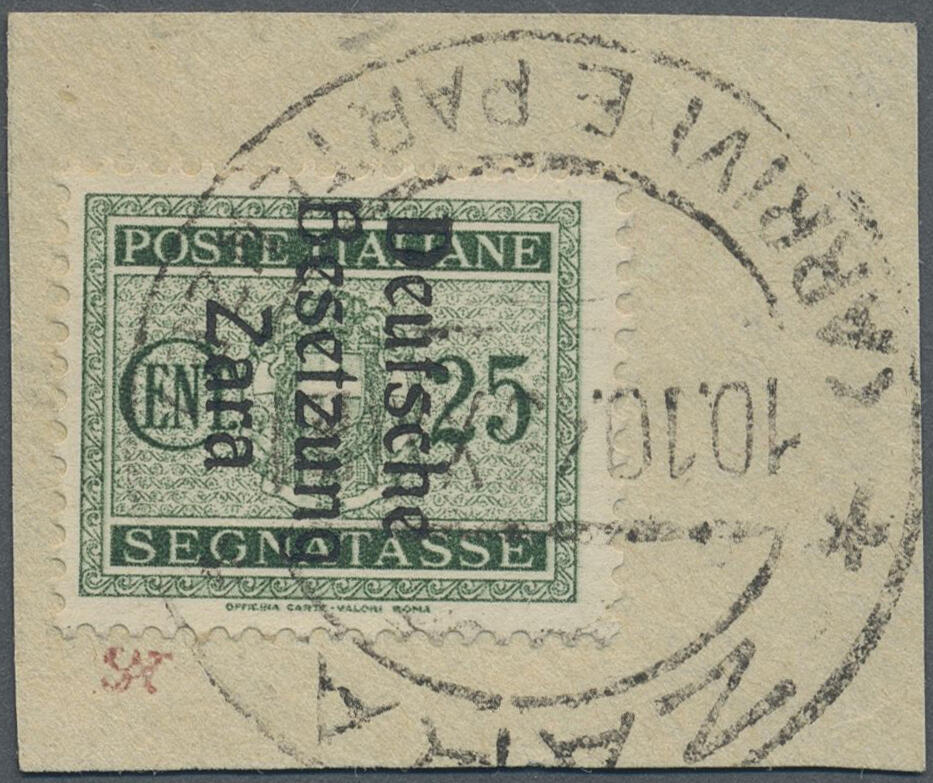 POSTE ITALIANE
CENT. 25
SEGNATASSE
OFFICINA CARTE-VALORI ROMA
Deutsche
Besetzung
Zara
ARRIVI E PARTENZE
10.10.
* ZARA